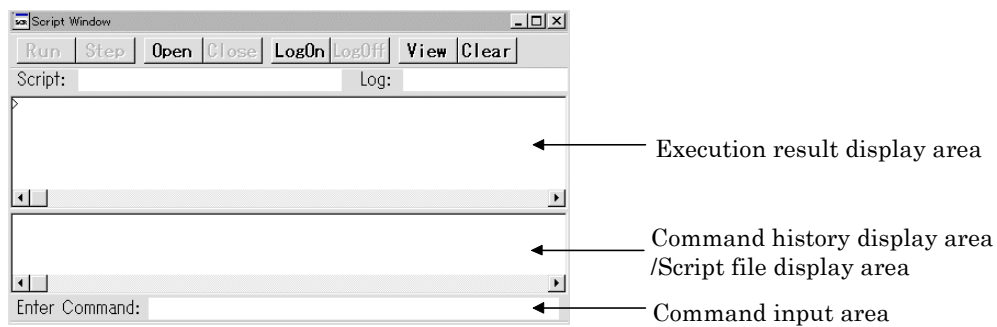 SCR Script Window
Run Step Open Close LogOn LogOff View Clear
Script: Log:
>
Execution result display area
Command history display area
/Script file display area
Enter Command:
Command input area